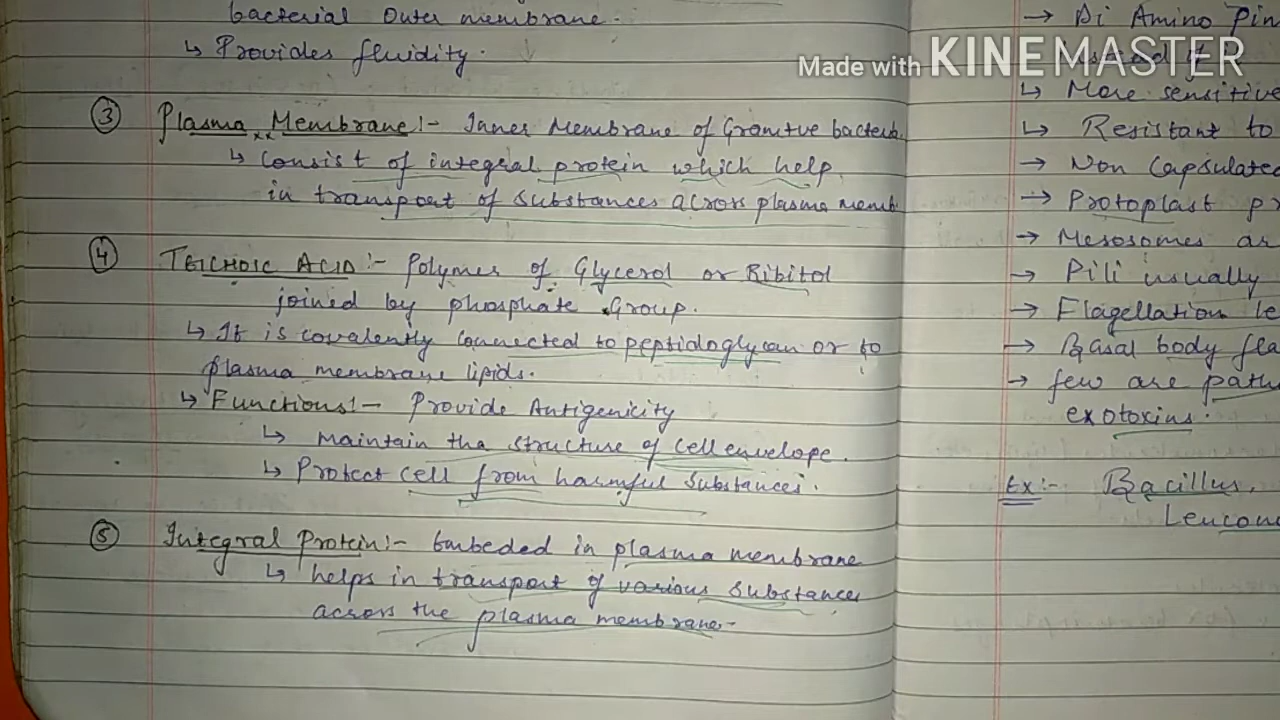 bacterial outer membrane.
↳ Provides fluidity.
③ Plasma Membrane:- Inner Membrane of Gramtve bacteria.
↳ Consist of integral protein which help
in transport of substances across plasma memb.
④ TEICHOIC ACID:- Polymer of Glycerol or Ribitol
joined by phosphate Group.
↳ It is covalently connected to peptidoglycan or to
plasma membrane lipids.
↳ Functions:- Provide Antigenicity
↳ Maintain the structure of cell envelope.
↳ Protect cell from harmful substances.
⑤ Integral Protein:- Embeded in plasma membrane
↳ helps in transport of various substances
across the plasma membrane.
→ Di Amino Pim
Made with KINEMASTER
↳ More sensitive
↳ Resistant to
→ Non Capsulated
→ Protoplast pr
→ Mesosomes ar
→ Pili usually
→ Flagellation
→ Basal body fla
→ few are path
exotoxins.
Ex:- Bacillus,
Leucono